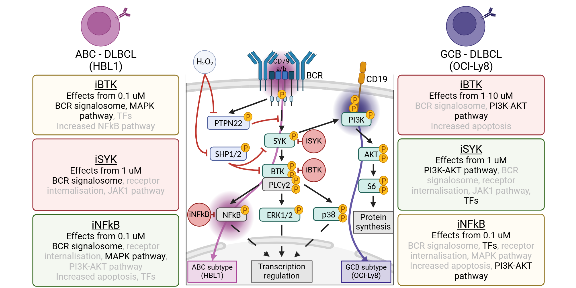 ABC - DLBCL
(HBL1)
iBTK
Effects from 0.1 uM
BCR signalosome, MAPK
pathway, TFs
Increased NFkB pathway
iSYK
Effects from 1 uM
BCR signalosome, receptor
internalisation, JAK1 pathway
iNFkB
Effects from 0.1 uM
BCR signalosome, receptor
internalisation, MAPK pathway,
PI3K-AKT pathway
Increased apoptosis, TFs
H₂O₂
CD79
a/b
BCR
CD19
P
PTPN22
P
P
PI3K
P
SYK
P
P
iSYK
SHP1/2
P
AKT
P
P
BTK
P
P
iBTK
PLCy2
P
S6
P
P
iNFkB
NFkB
P
ERK1/2
P
P
p38
P
P
Protein
synthesis
ABC subtype
(HBL1)
Transcription
regulation
GCB subtype
(OCI-Ly8)
GCB - DLBCL
(OCI-Ly8)
iBTK
Effects from 1 10 uM
BCR signalosome, PI3K-AKT
pathway
Increased apoptosis
iSYK
Effects from 1 uM
PI3K-AKT pathway, BCR
signalosome, receptor
internalisation, JAK1 pathway,
TFs
iNFkB
Effects from 0.1 uM
BCR signalosome, TFs, receptor
internalisation, MAPK pathway
Increased apoptosis, PI3K-AKT
pathway